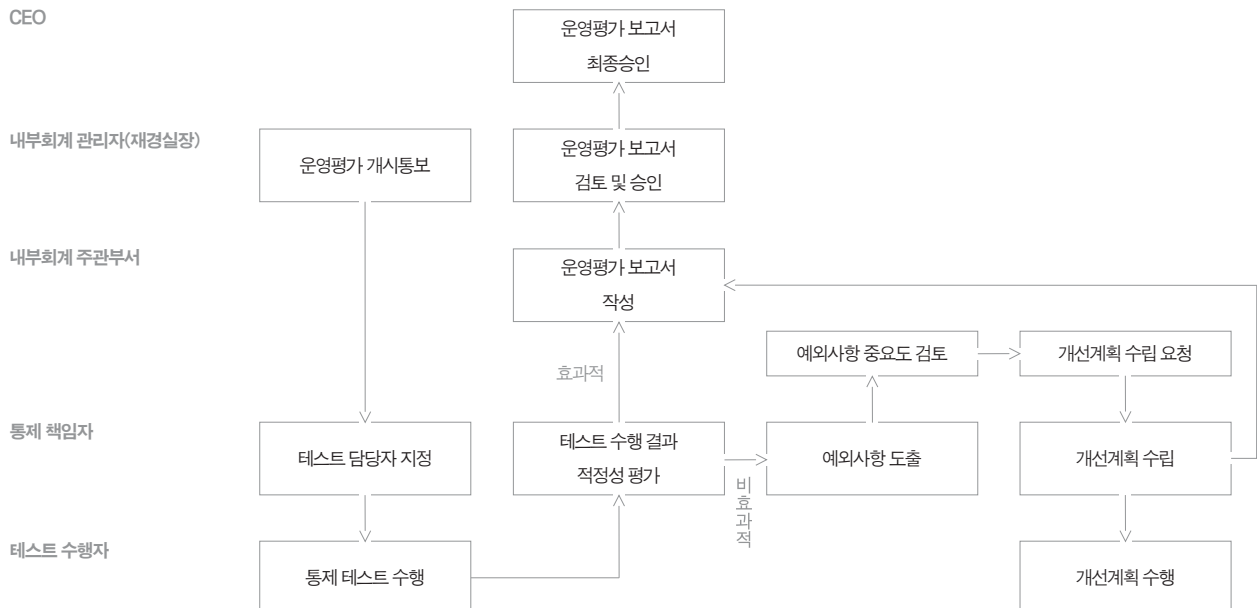 CEO
운영평가 보고서
최종승인
내부회계 관리자(재경실장)
운영평가 개시통보
운영평가 보고서
검토 및 승인
내부회계 주관부서
운영평가 보고서
작성
예외사항 중요도 검토
개선계획 수립 요청
효과적
통제 책임자
테스트 담당자 지정
테스트 수행 결과
적정성 평가
비효과적
예외사항 도출
개선계획 수립
테스트 수행자
통제 테스트 수행
개선계획 수행